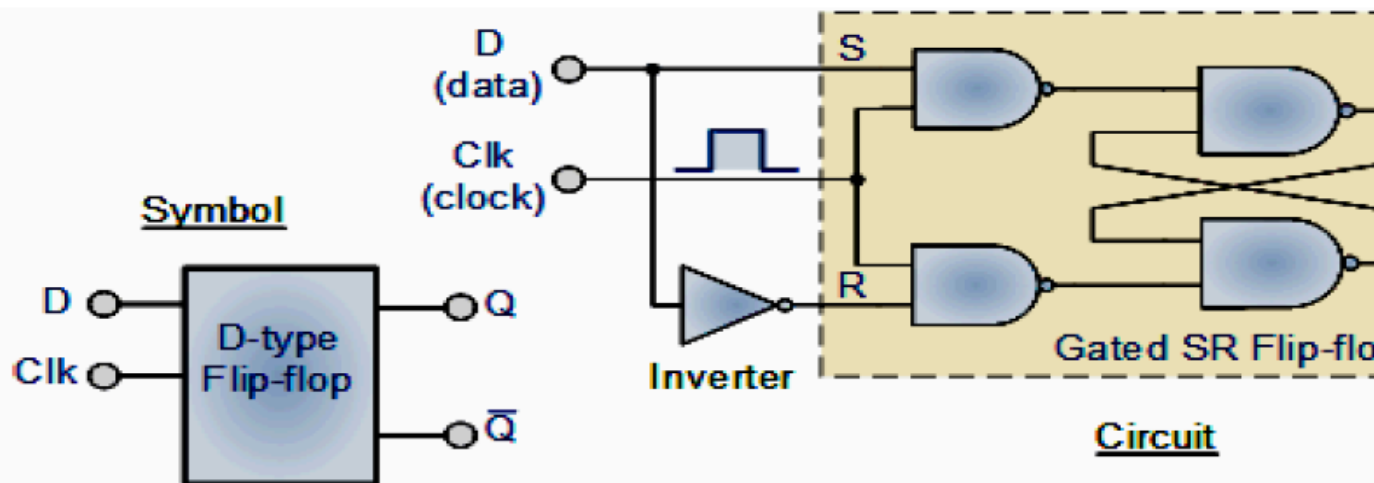 D
(data)
S
Clk
(clock)
Symbol
D
Clk
D-type
Flip-flop
Q
Q̅
R
Inverter
Gated SR Flip-flo
Circuit